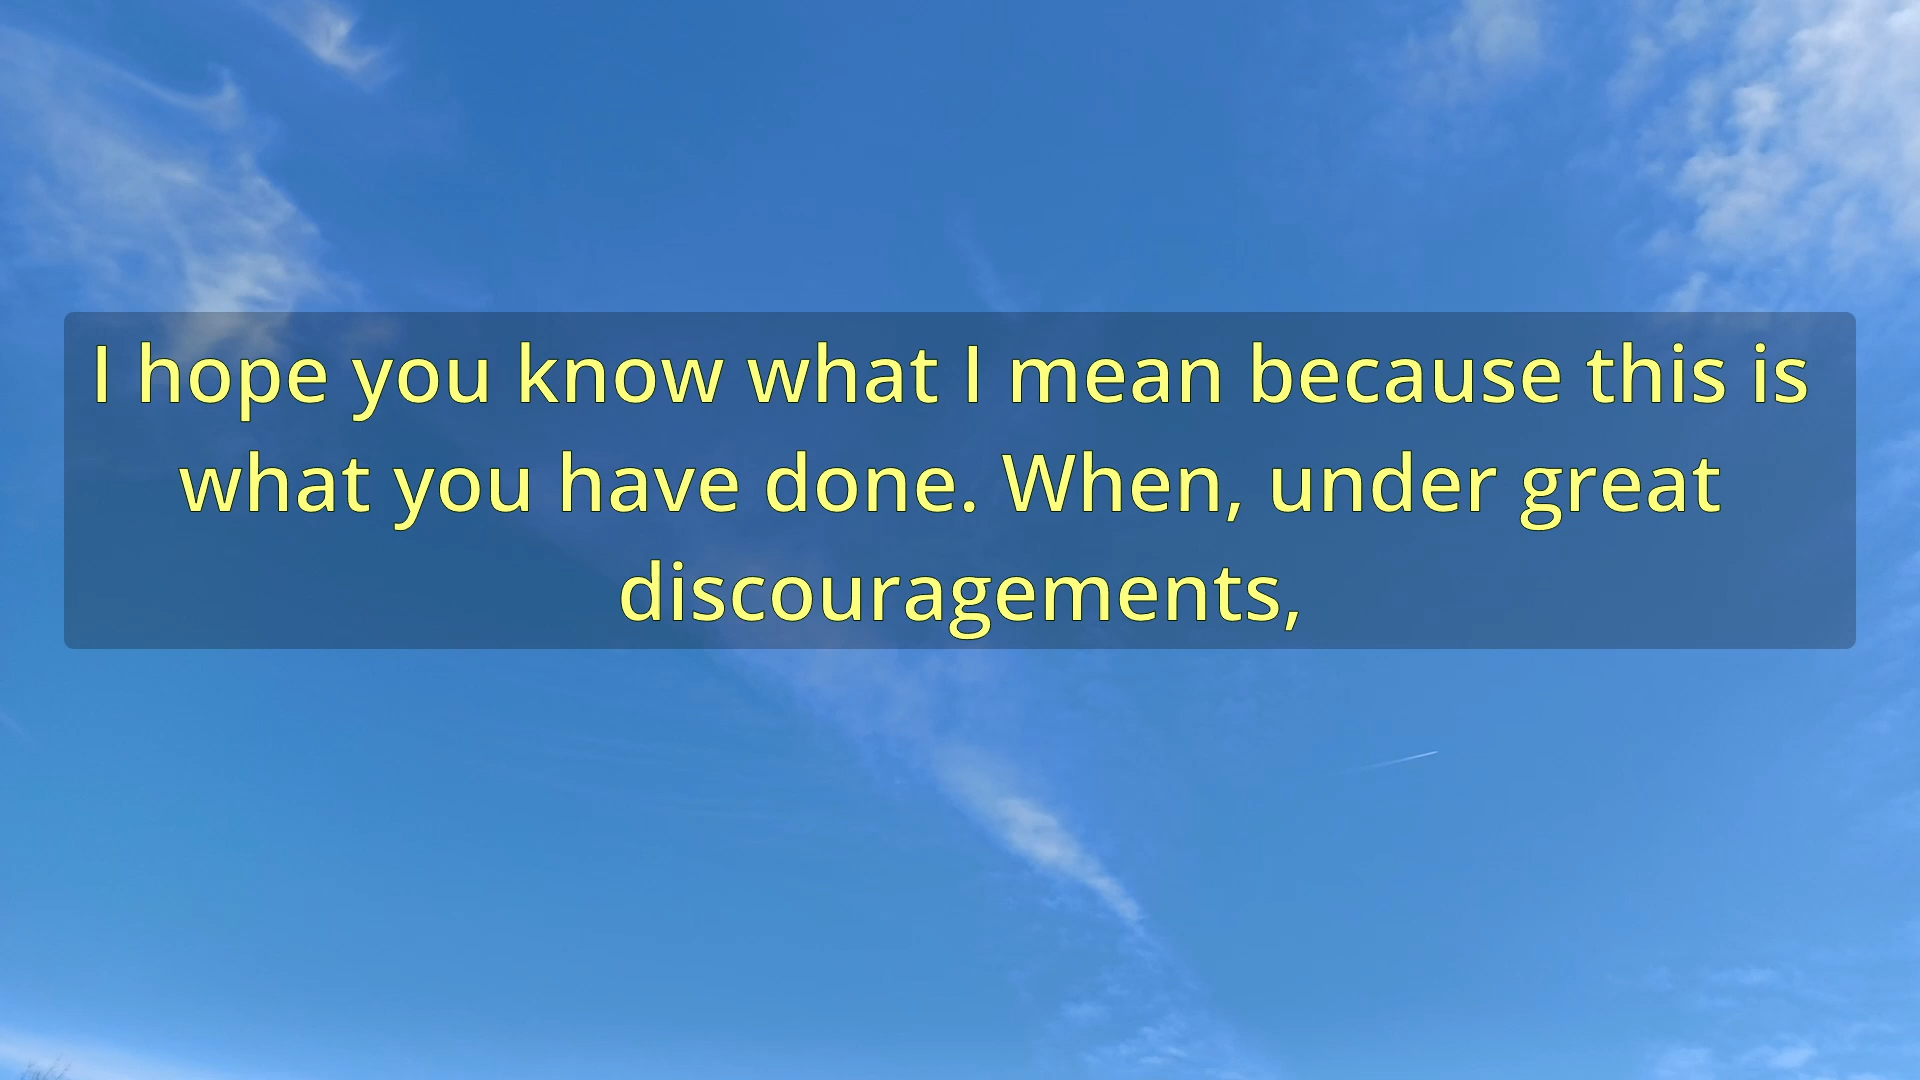 I hope you know what I mean because this is
what you have done. When, under great
discouragements,